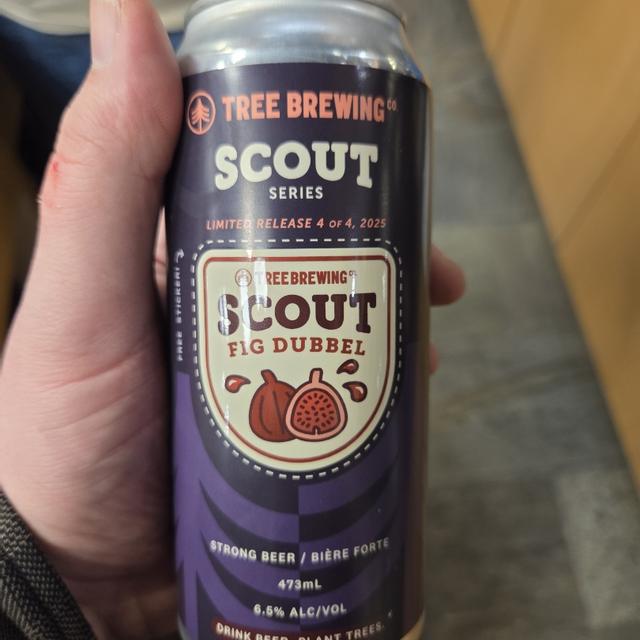 TREE BREWING CO
SCOUT
SERIES
LIMITED RELEASE 4 OF 4, 2025
FREE STICKER!
TREE BREWING CO
SCOUT
FIG DUBBEL
STRONG BEER / BIÈRE FORTE
473mL
6.5% ALC/VOL
DRINK BEER. PLANT TREES.